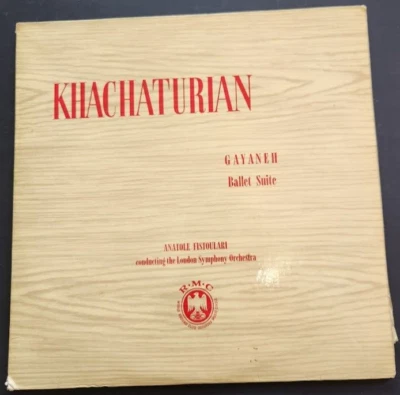 KHACHATURIAN
GAYANEH
Ballet Suite
ANATOLE FISTOULARI
conducting the London Symphony Orchestra
R·M·C